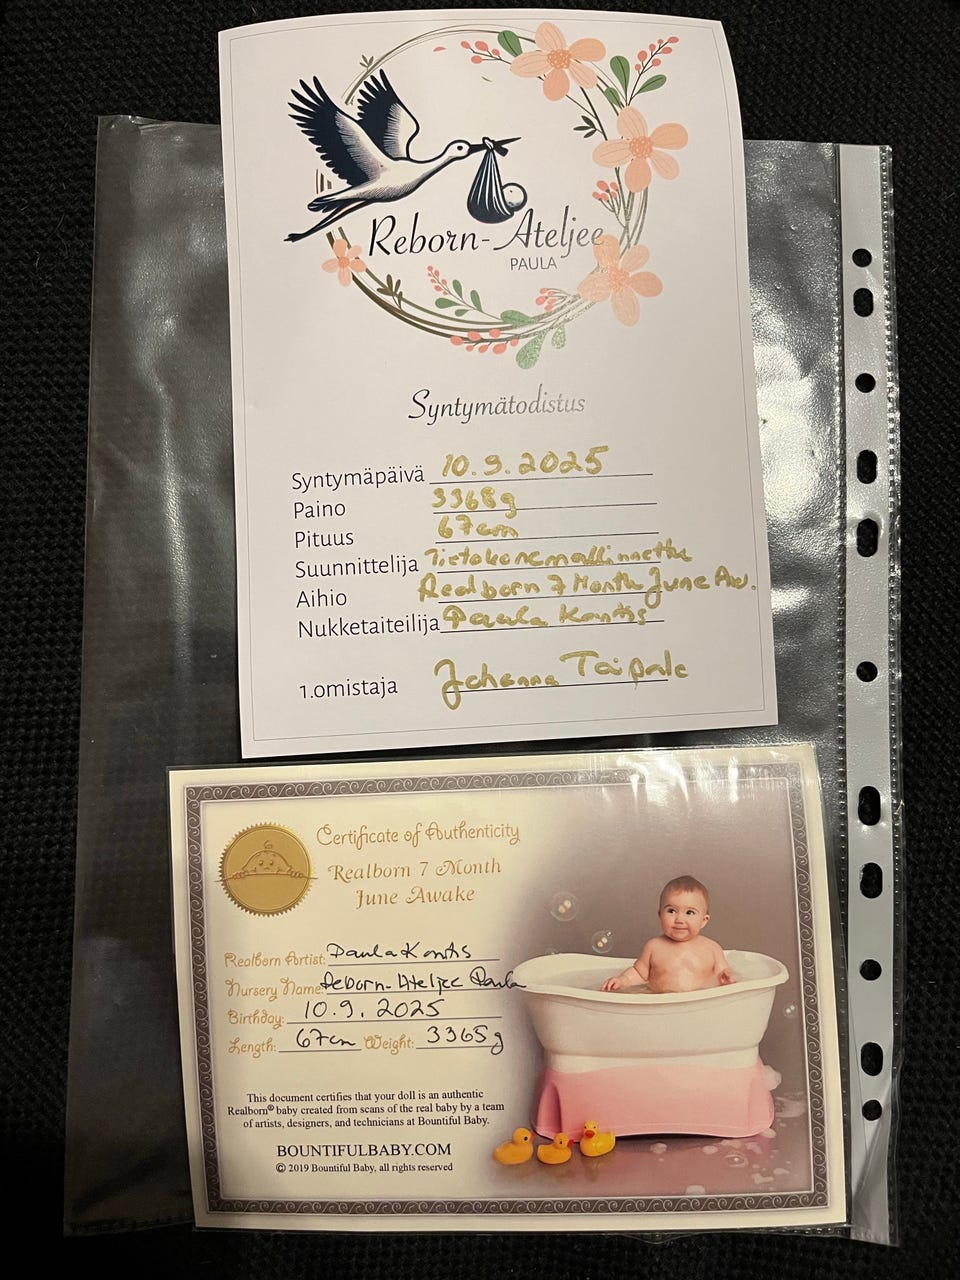 Reborn-Ateljee
PAULA
Syntymätodistus
Syntymäpäivä 10.9.2025
Paino 3365g
Pituus 67cm
Suunnittelija Tietokonemallinnettu
Aihio Realborn 7 Month June Aw.
Nukketaiteilija Paula Kontis
1.omistaja Johanna Taipale
Certificate of Authenticity
Realborn 7 Month
June Awake
Realborn Artist: Paula Kontis
Nursery Name: Reborn-Ateljee Paula
Birthday: 10.9.2025
Length: 67cm Weight: 3365g
This document certifies that your doll is an authentic
Realborn® baby created from scans of the real baby by a team
of artists, designers, and technicians at Bountiful Baby.
BOUNTIFULBABY.COM
© 2019 Bountiful Baby, all rights reserved